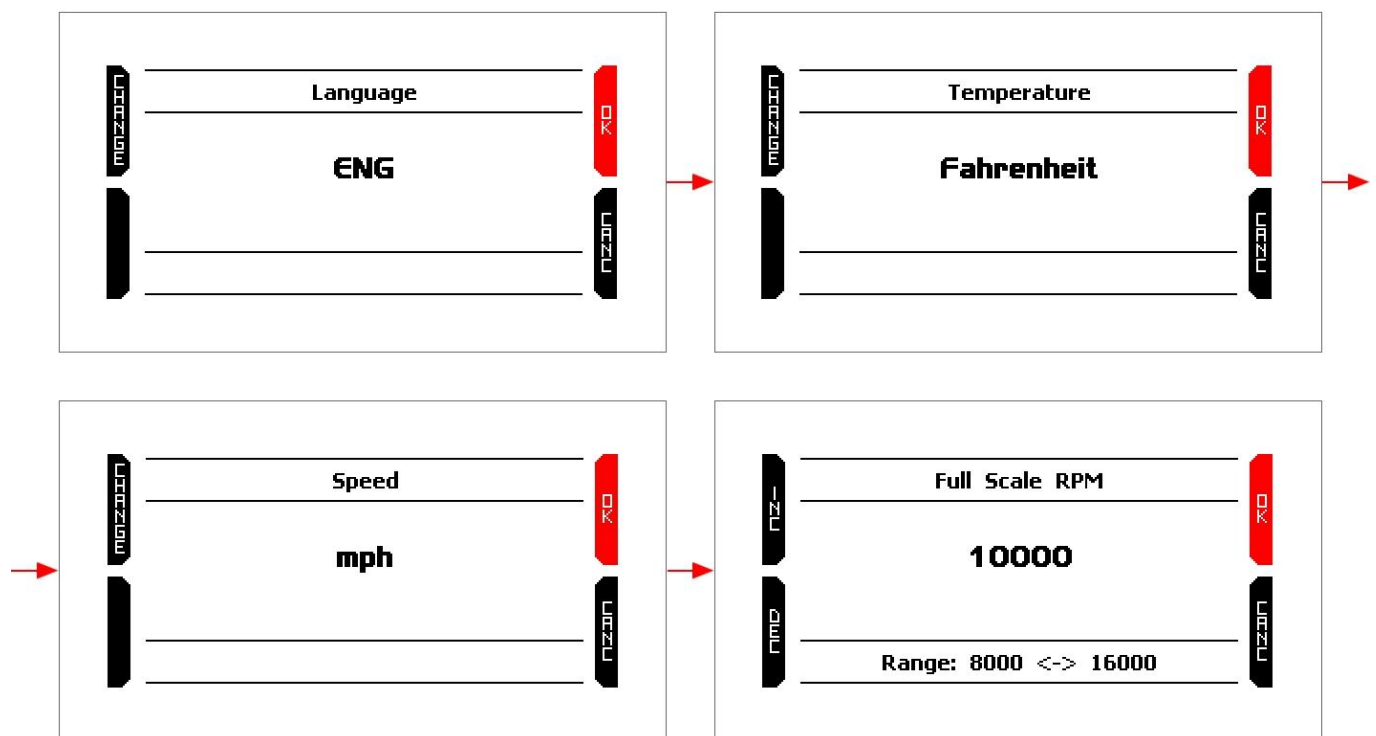 CHANGE
Language
OK
ENG
CANC
CHANGE
Temperature
OK
Fahrenheit
CANC
CHANGE
Speed
OK
mph
CANC
INC
Full Scale RPM
OK
10000
DEC
CANC
Range: 8000 <-> 16000